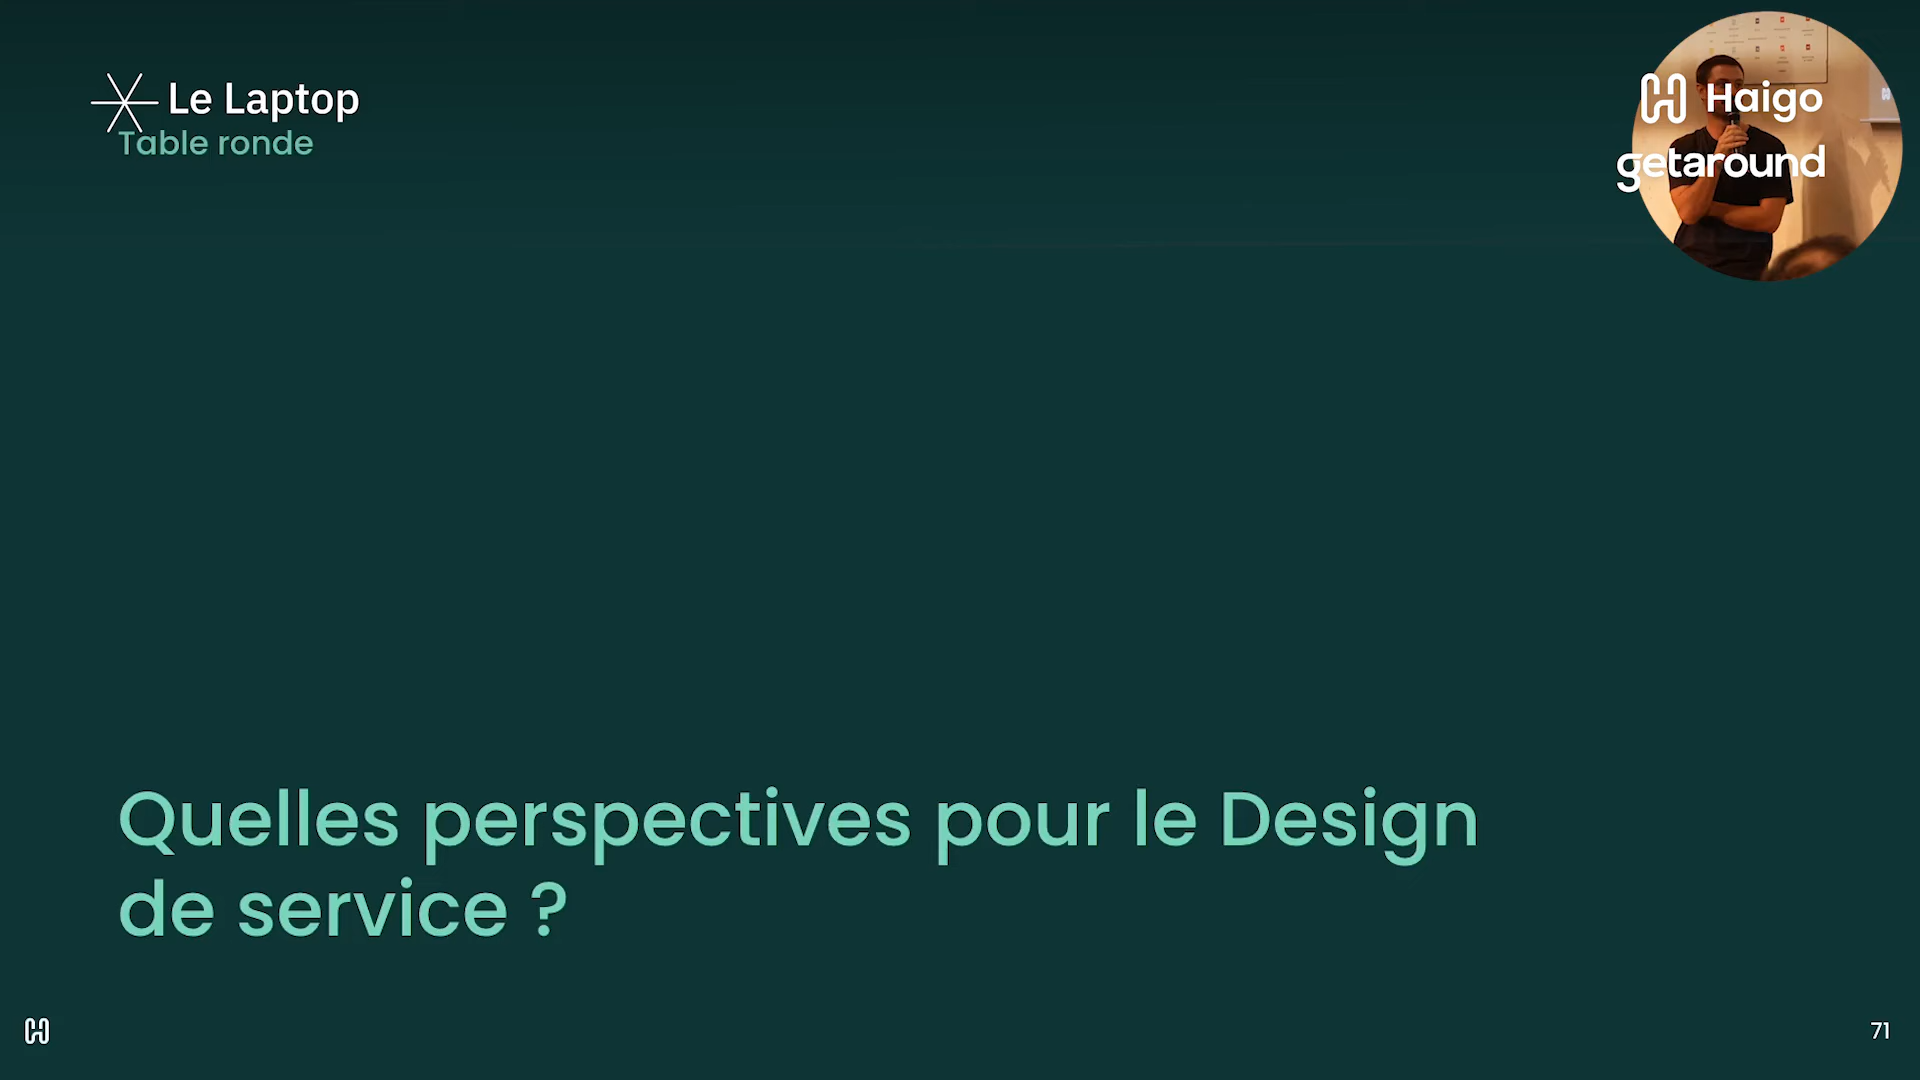 Le Laptop
Table ronde
Haigo
getaround
Quelles perspectives pour le Design
de service ?
71